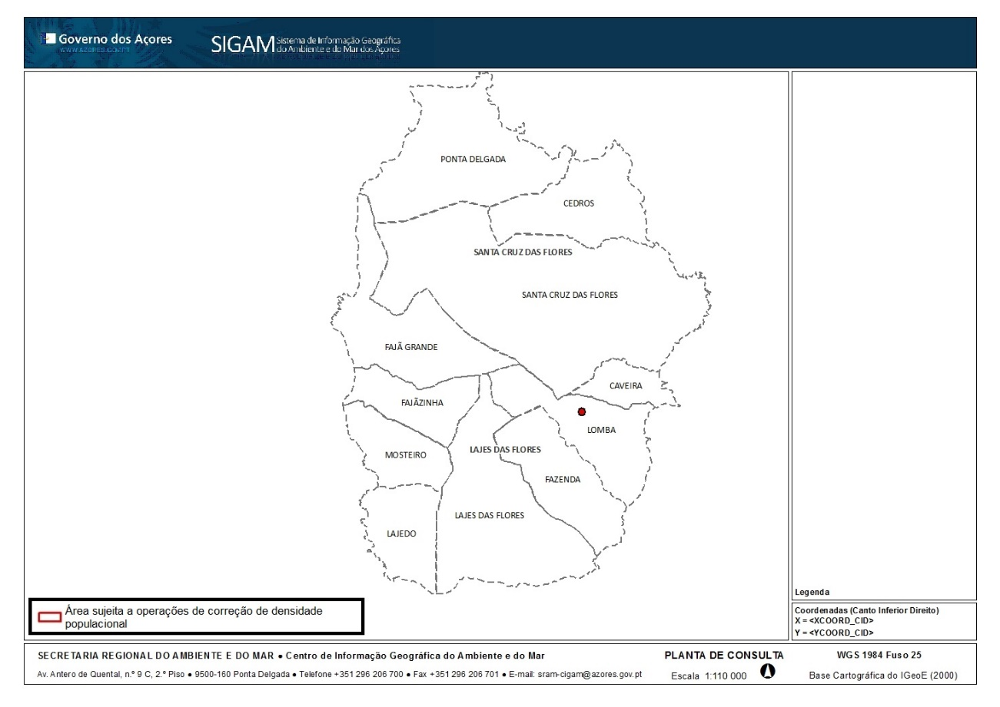 Governo dos Açores
WWW.AZORES.GOV.PT
SIGAM Sistema de Informação Geográfica
do Ambiente e do Mar dos Açores
PONTA DELGADA
CEDROS
SANTA CRUZ DAS FLORES
SANTA CRUZ DAS FLORES
FAJÃ GRANDE
CAVEIRA
FAJÃZINHA
LOMBA
LAJES DAS FLORES
MOSTEIRO
FAZENDA
LAJES DAS FLORES
LAJEDO
Legenda
Área sujeita a operações de correção de densidade
populacional
Coordenadas (Canto Inferior Direito)
X = <XCOORD_CID>
Y = <YCOORD_CID>
SECRETARIA REGIONAL DO AMBIENTE E DO MAR ● Centro de Informação Geográfica do Ambiente e do Mar
Av. Antero de Quental, n.º 9 C, 2.º Piso ● 9500-160 Ponta Delgada ● Telefone +351 296 206 700 ● Fax +351 296 206 701 ● E-mail: sram-cigam@azores.gov.pt
PLANTA DE CONSULTA
Escala 1:110 000
WGS 1984 Fuso 25
Base Cartográfica do IGeoE (2000)